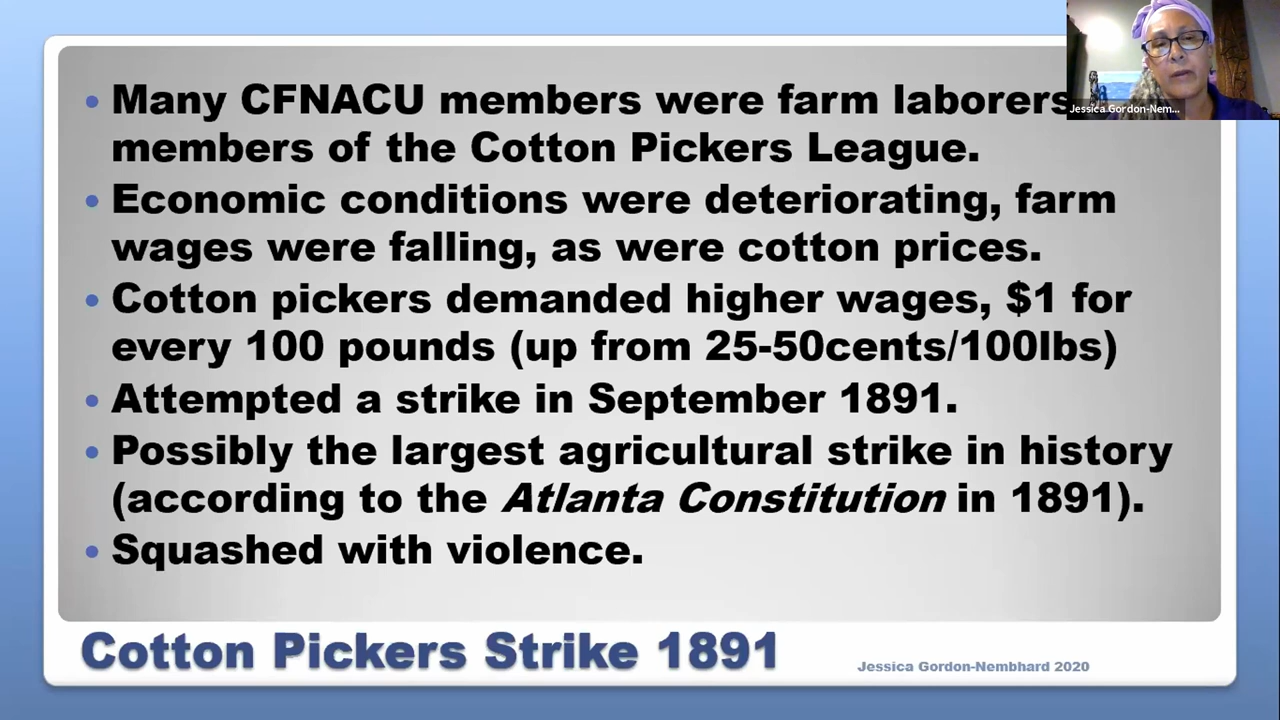 • Many CFNACU members were farm laborers
members of the Cotton Pickers League.
• Economic conditions were deteriorating, farm
wages were falling, as were cotton prices.
• Cotton pickers demanded higher wages, $1 for
every 100 pounds (up from 25-50cents/100lbs)
• Attempted a strike in September 1891.
• Possibly the largest agricultural strike in history
(according to the Atlanta Constitution in 1891).
• Squashed with violence.
Cotton Pickers Strike 1891
Jessica Gordon-Nembhard 2020
Jessica Gordon-Nem...